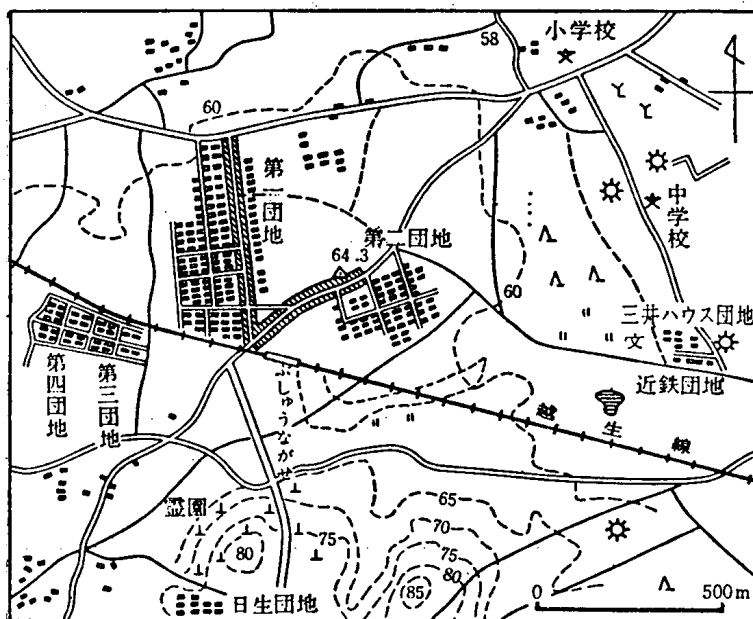 小学校
58
60
第一団地
中学校
第二団地
64.3
60
三井ハウス団地
文
近鉄団地
第四団地
第三団地
ぶしゅうながせ
越生線
霊園
65
70
75
75
80
80
85
日生団地
0 500m